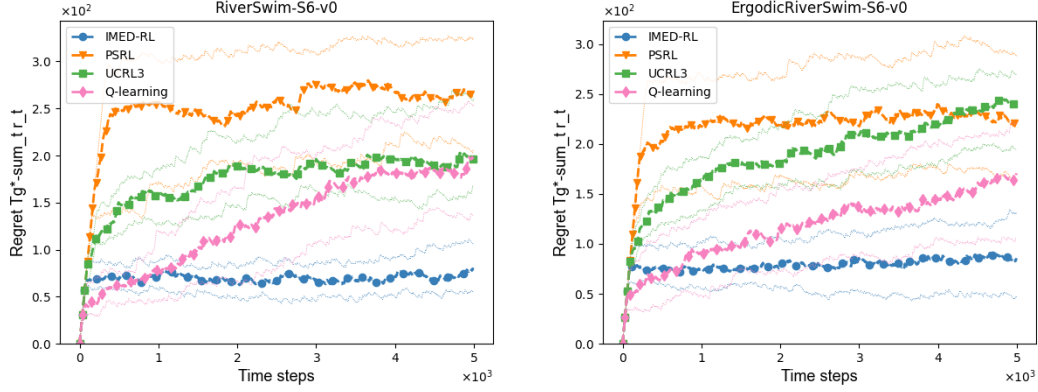 RiverSwim-S6-v0
×10²
IMED-RL
PSRL
UCRL3
Q-learning
3.0
2.5
2.0
1.5
1.0
0.5
0.0
Regret Tg*-sum_t r_t
0 1 2 3 4 5
Time steps
×10³
ErgodicRiverSwim-S6-v0
×10²
IMED-RL
PSRL
UCRL3
Q-learning
3.0
2.5
2.0
1.5
1.0
0.5
0.0
Regret Tg*-sum_t r_t
0 1 2 3 4 5
Time steps
×10³